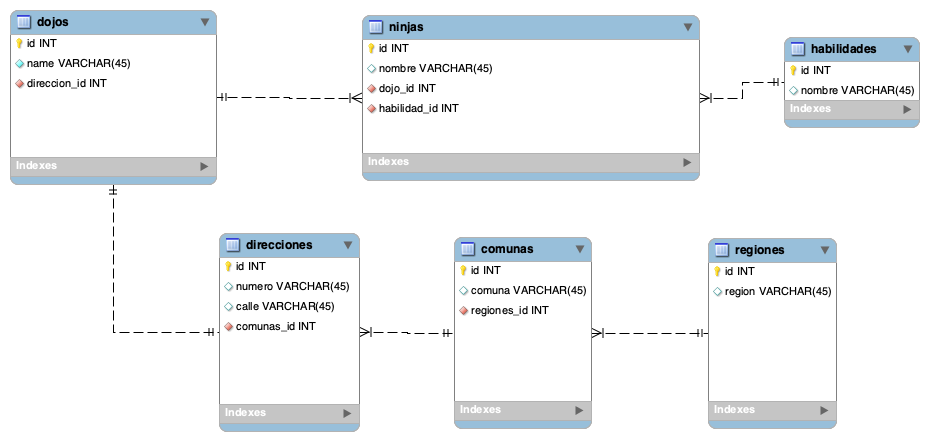 dojos
id INT
name VARCHAR(45)
direccion_id INT
Indexes
ninjas
id INT
nombre VARCHAR(45)
dojo_id INT
habilidad_id INT
Indexes
habilidades
id INT
nombre VARCHAR(45)
Indexes
direcciones
id INT
numero VARCHAR(45)
calle VARCHAR(45)
comunas_id INT
Indexes
comunas
id INT
comuna VARCHAR(45)
regiones_id INT
Indexes
regiones
id INT
region VARCHAR(45)
Indexes